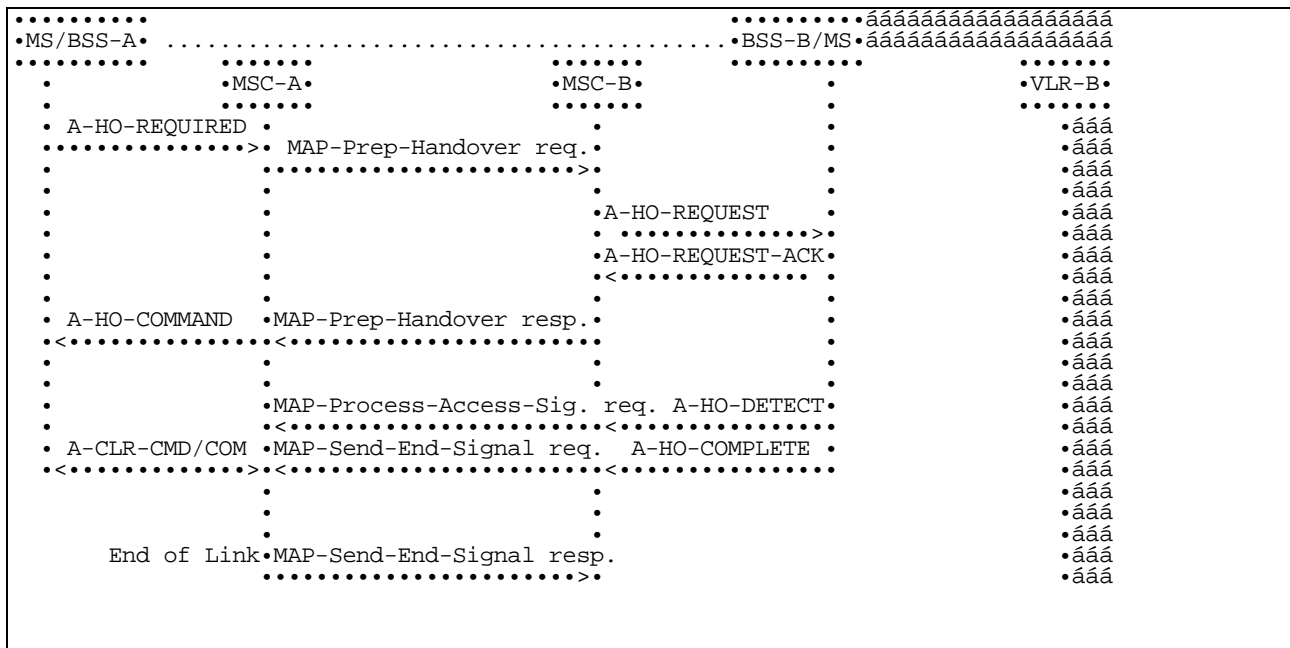 MS/BSS-A BSS-B/MS
MSC-A MSC-B VLR-B
A-HO-REQUIRED
MAP-Prep-Handover req.
A-HO-REQUEST
A-HO-REQUEST-ACK
A-HO-COMMAND MAP-Prep-Handover resp.
MAP-Process-Access-Sig. req. A-HO-DETECT
A-CLR-CMD/COM MAP-Send-End-Signal req. A-HO-COMPLETE
End of Link MAP-Send-End-Signal resp.